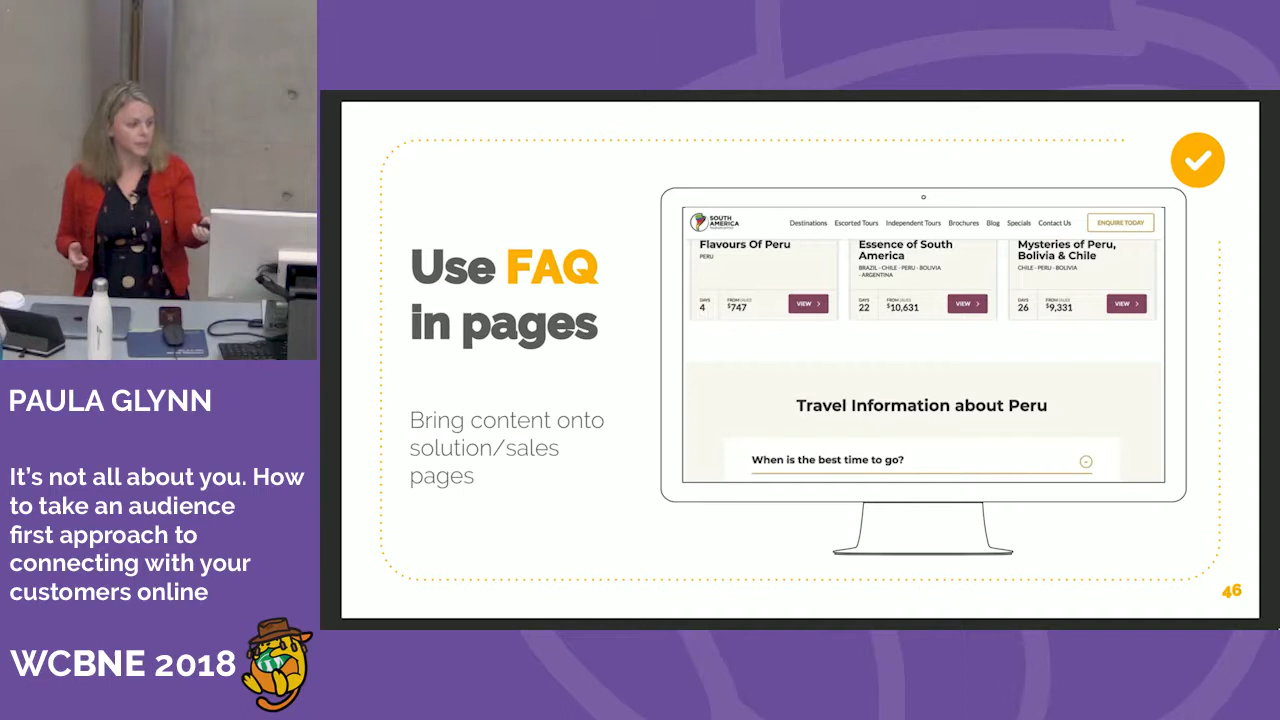 PAULA GLYNN
It's not all about you. How
to take an audience
first approach to
connecting with your
customers online
WCBNE 2018
Use FAQ
in pages
Bring content onto
solution/sales
pages
SOUTH
AMERICA
Destinations Escorted Tours Independent Tours Brochures Blog Specials Contact Us ENQUIRE TODAY
Flavours Of Peru
PERU
DAYS FROM
4 $747 VIEW
Essence of South
America
BRAZIL - CHILE - PERU - BOLIVIA
- ARGENTINA
DAYS FROM
22 $10,631 VIEW
Mysteries of Peru,
Bolivia & Chile
CHILE - PERU - BOLIVIA
DAYS FROM
26 $9,331 VIEW
Travel Information about Peru
When is the best time to go?
46